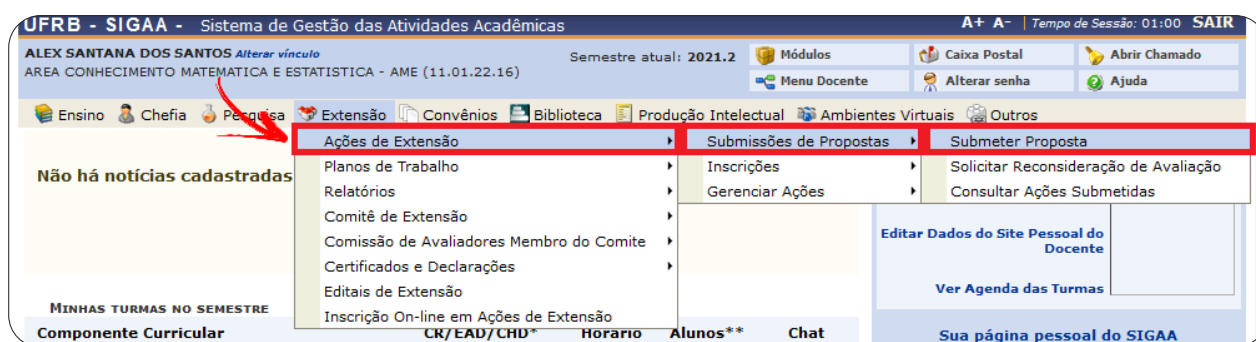 UFRB - SIGAA - Sistema de Gestão das Atividades Acadêmicas
A+ A- | Tempo de Sessão: 01:00 SAIR
ALEX SANTANA DOS SANTOS Alterar vínculo
Semestre atual: 2021.2
Módulos
Caixa Postal
Abrir Chamado
AREA CONHECIMENTO MATEMATICA E ESTATISTICA - AME (11.01.22.16)
Menu Docente
Alterar senha
Ajuda
Ensino Chefia Pesquisa Extensão Convênios Biblioteca Produção Intelectual Ambientes Virtuais Outros
Ações de Extensão
Submissões de Propostas
Submeter Proposta
Planos de Trabalho
Inscrições
Solicitar Reconsideração de Avaliação
Relatórios
Gerenciar Ações
Consultar Ações Submetidas
Não há notícias cadastradas
Comitê de Extensão
Comissão de Avaliadores Membro do Comite
Certificados e Declarações
Editais de Extensão
Inscrição On-line em Ações de Extensão
Editar Dados do Site Pessoal do
Docente
Ver Agenda das Turmas
MINHAS TURMAS NO SEMESTRE
Componente Curricular CR/EAD/CHD* Horário Alunos** Chat
Sua página pessoal do SIGAA